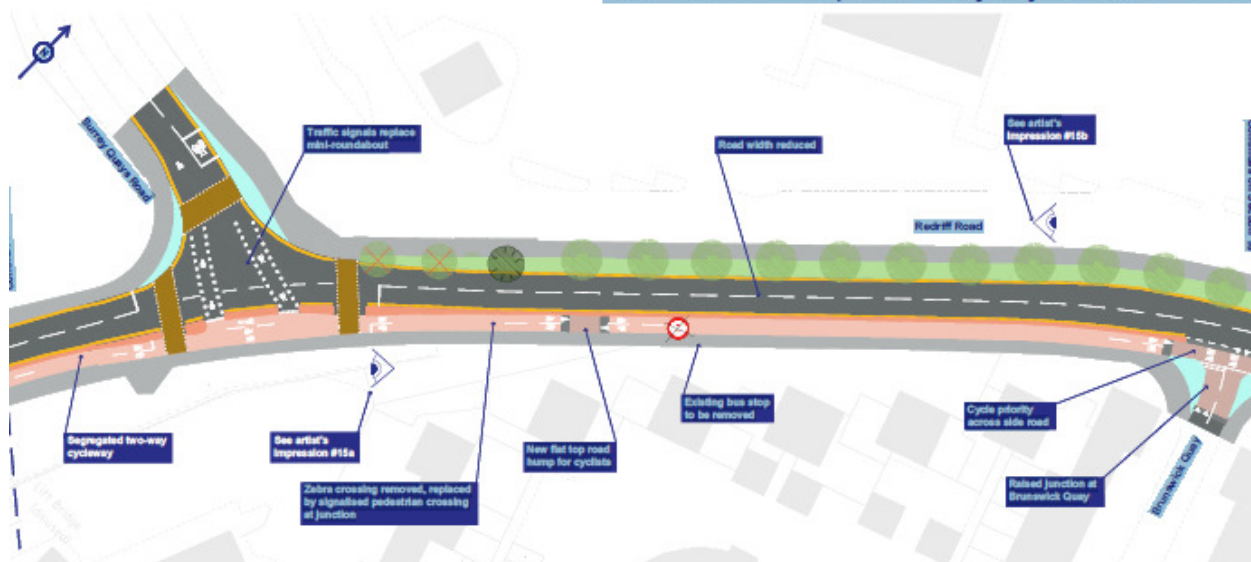 N
Surrey Quays Road
Traffic signals replace
mini-roundabout
Road width reduced
See artist's
Impression #15b
Redriff Road
Segregated two-way
cycleway
See artist's
Impression #15a
Zebra crossing removed, replaced
by signalised pedestrian crossing
at junction
New flat top road
hump for cyclists
Existing bus stop
to be removed
Cycle priority
across side road
Raised junction at
Brunswick Quay
Brunswick Quay